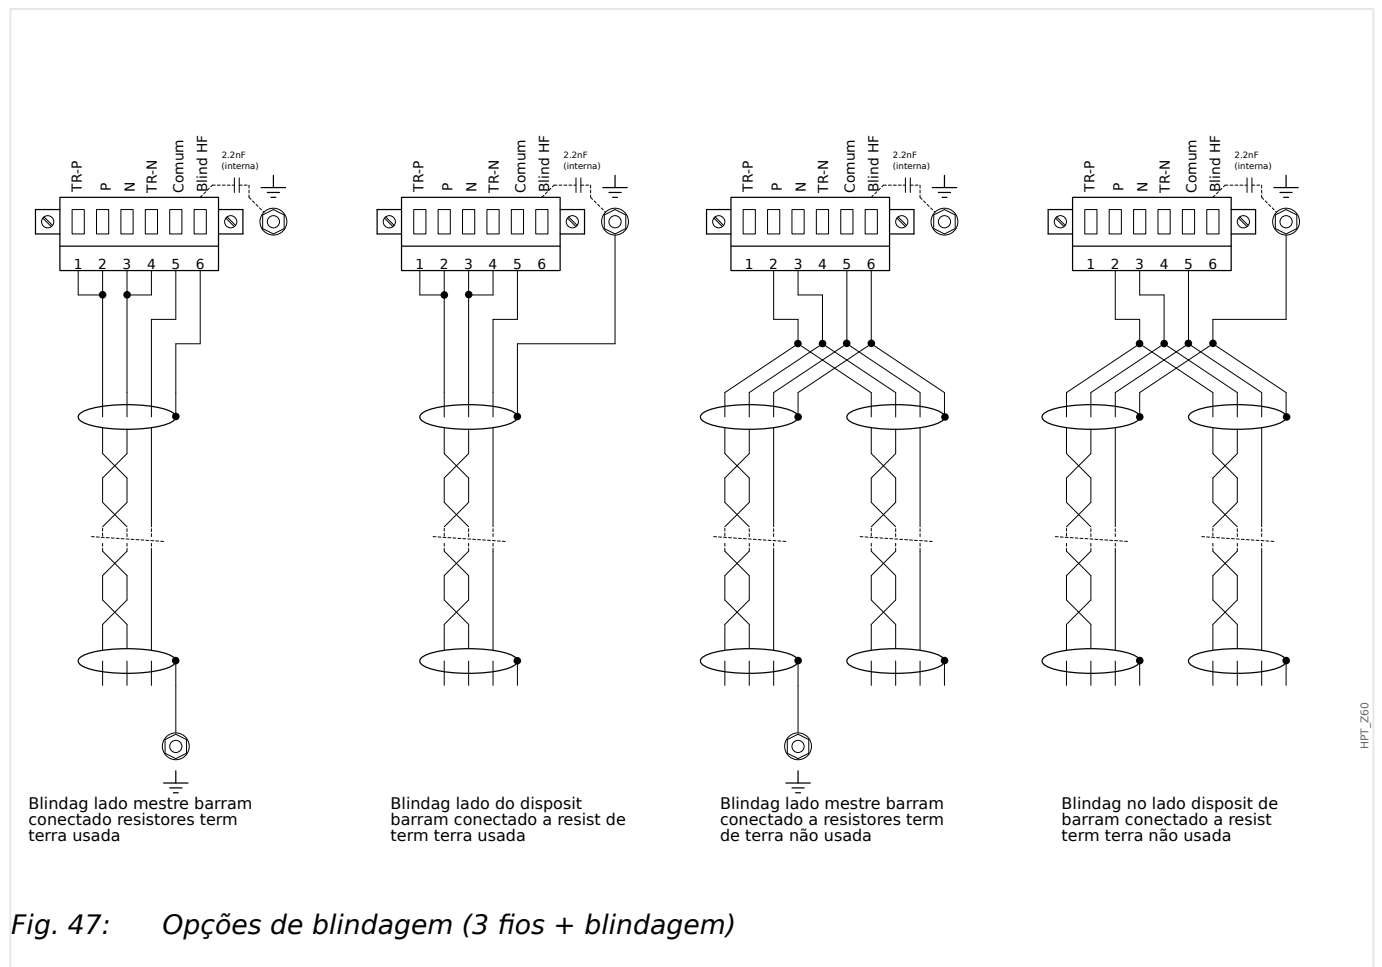 TR-P
P
N
TR-N
Comum
Blind HF
2.2nF
(interna)
1 2 3 4 5 6
Blindag lado mestre barram
conectado resistores term
terra usada
TR-P
P
N
TR-N
Comum
Blind HF
2.2nF
(interna)
1 2 3 4 5 6
Blindag lado do disposit
barram conectado a resist de
term terra usada
TR-P
P
N
TR-N
Comum
Blind HF
2.2nF
(interna)
1 2 3 4 5 6
Blindag lado mestre barram
conectado a resistores term
de terra não usada
TR-P
P
N
TR-N
Comum
Blind HF
2.2nF
(interna)
1 2 3 4 5 6
Blindag no lado disposit de
barram conectado a resist
term terra não usada
HPT_Z60
Fig. 47: Opções de blindagem (3 fios + blindagem)